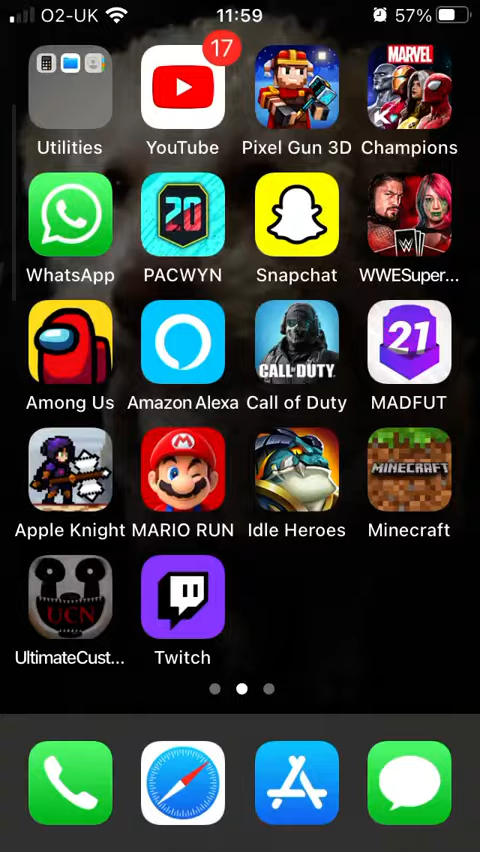 O2-UK 11:59 57%
17
MARVEL
Utilities YouTube Pixel Gun 3D Champions
20
W
WhatsApp PACWYN Snapchat WWESuper...
CALL OF DUTY
21
Among Us Amazon Alexa Call of Duty MADFUT
MINECRAFT
Apple Knight MARIO RUN Idle Heroes Minecraft
UCN
UltimateCust... Twitch